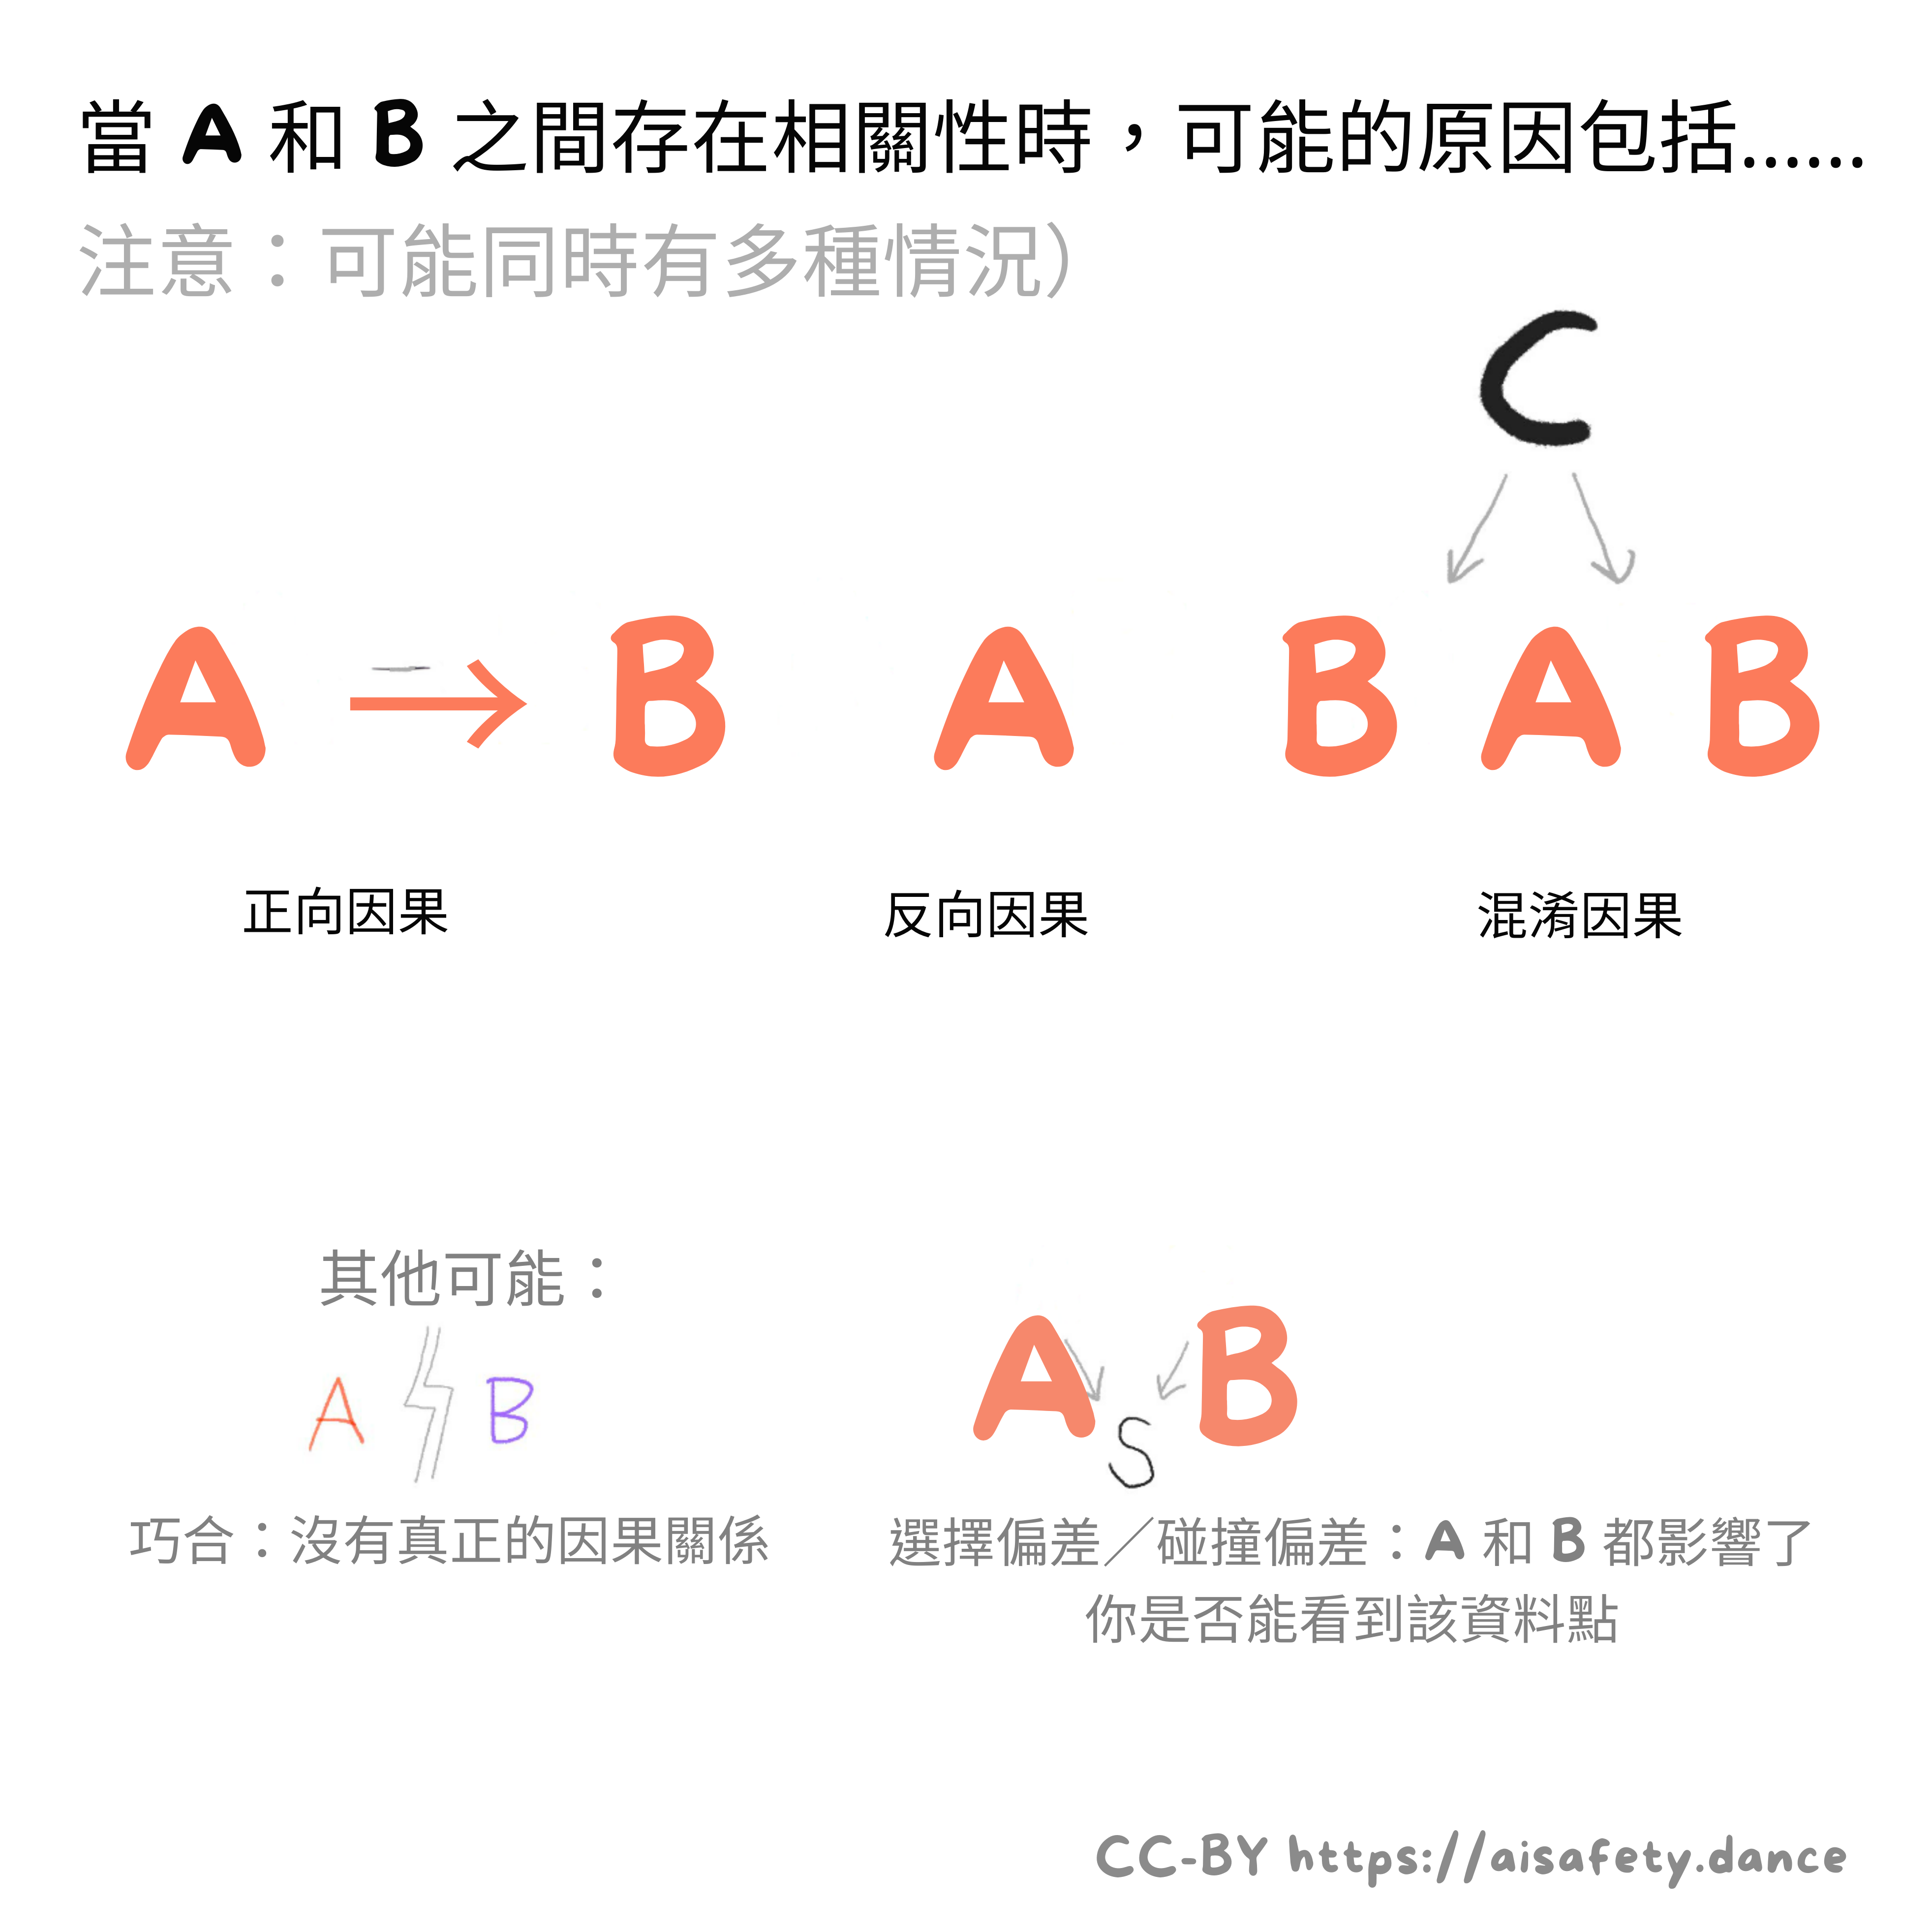 當 A 和 B 之間存在相關性時，可能的原因包括......
注意：可能同時有多種情況)
C
A → B
A B
A B
正向因果
反向因果
混淆因果
其他可能：
A B
A B
S
巧合：沒有真正的因果關係
選擇偏差／碰撞偏差：A 和 B 都影響了
你是否能看到該資料點
CC-BY https://aisafety.dance